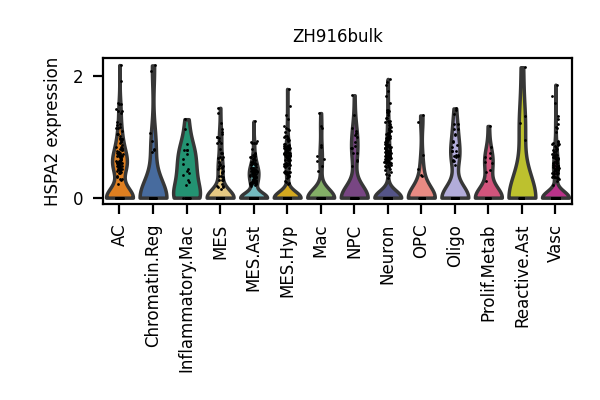 ZH916bulk
HSPA2 expression
2
0
AC
Chromatin.Reg
Inflammatory.Mac
MES
MES.Ast
MES.Hyp
Mac
NPC
Neuron
OPC
Oligo
Prolif.Metab
Reactive.Ast
Vasc